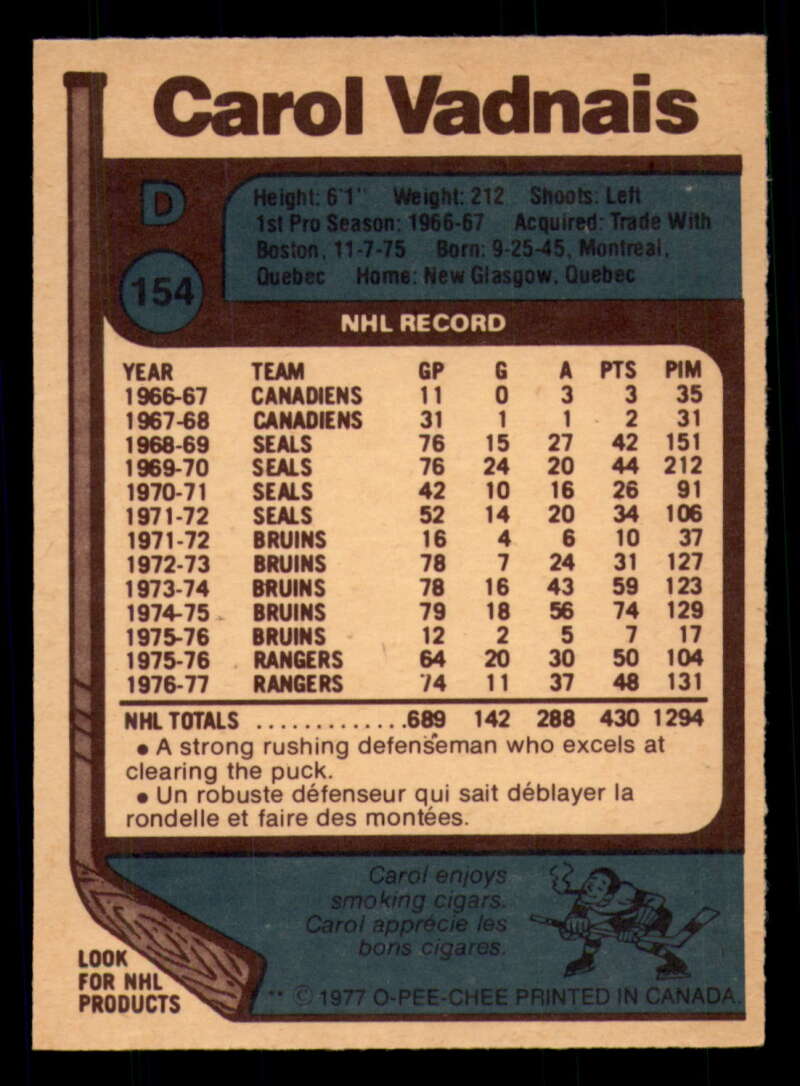 Carol Vadnais
D
154
Height: 6'1" Weight: 212 Shoots: Left
1st Pro Season: 1966-67 Acquired: Trade With
Boston, 11-7-75 Born: 9-25-45, Montreal,
Quebec Home: New Glasgow, Quebec
NHL RECORD
YEAR TEAM GP G A PTS PIM
1966-67 CANADIENS 11 0 3 3 35
1967-68 CANADIENS 31 1 1 2 31
1968-69 SEALS 76 15 27 42 151
1969-70 SEALS 76 24 20 44 212
1970-71 SEALS 42 10 16 26 91
1971-72 SEALS 52 14 20 34 106
1971-72 BRUINS 16 4 6 10 37
1972-73 BRUINS 78 7 24 31 127
1973-74 BRUINS 78 16 43 59 123
1974-75 BRUINS 79 18 56 74 129
1975-76 BRUINS 12 2 5 7 17
1975-76 RANGERS 64 20 30 50 104
1976-77 RANGERS 74 11 37 48 131
NHL TOTALS ..............689 142 288 430 1294
• A strong rushing defenseman who excels at
clearing the puck.
• Un robuste défenseur qui sait déblayer la
rondelle et faire des montées.
Carol enjoys
smoking cigars.
Carol apprécie les
bons cigares.
LOOK
FOR NHL
PRODUCTS
** © 1977 O-PEE-CHEE PRINTED IN CANADA.